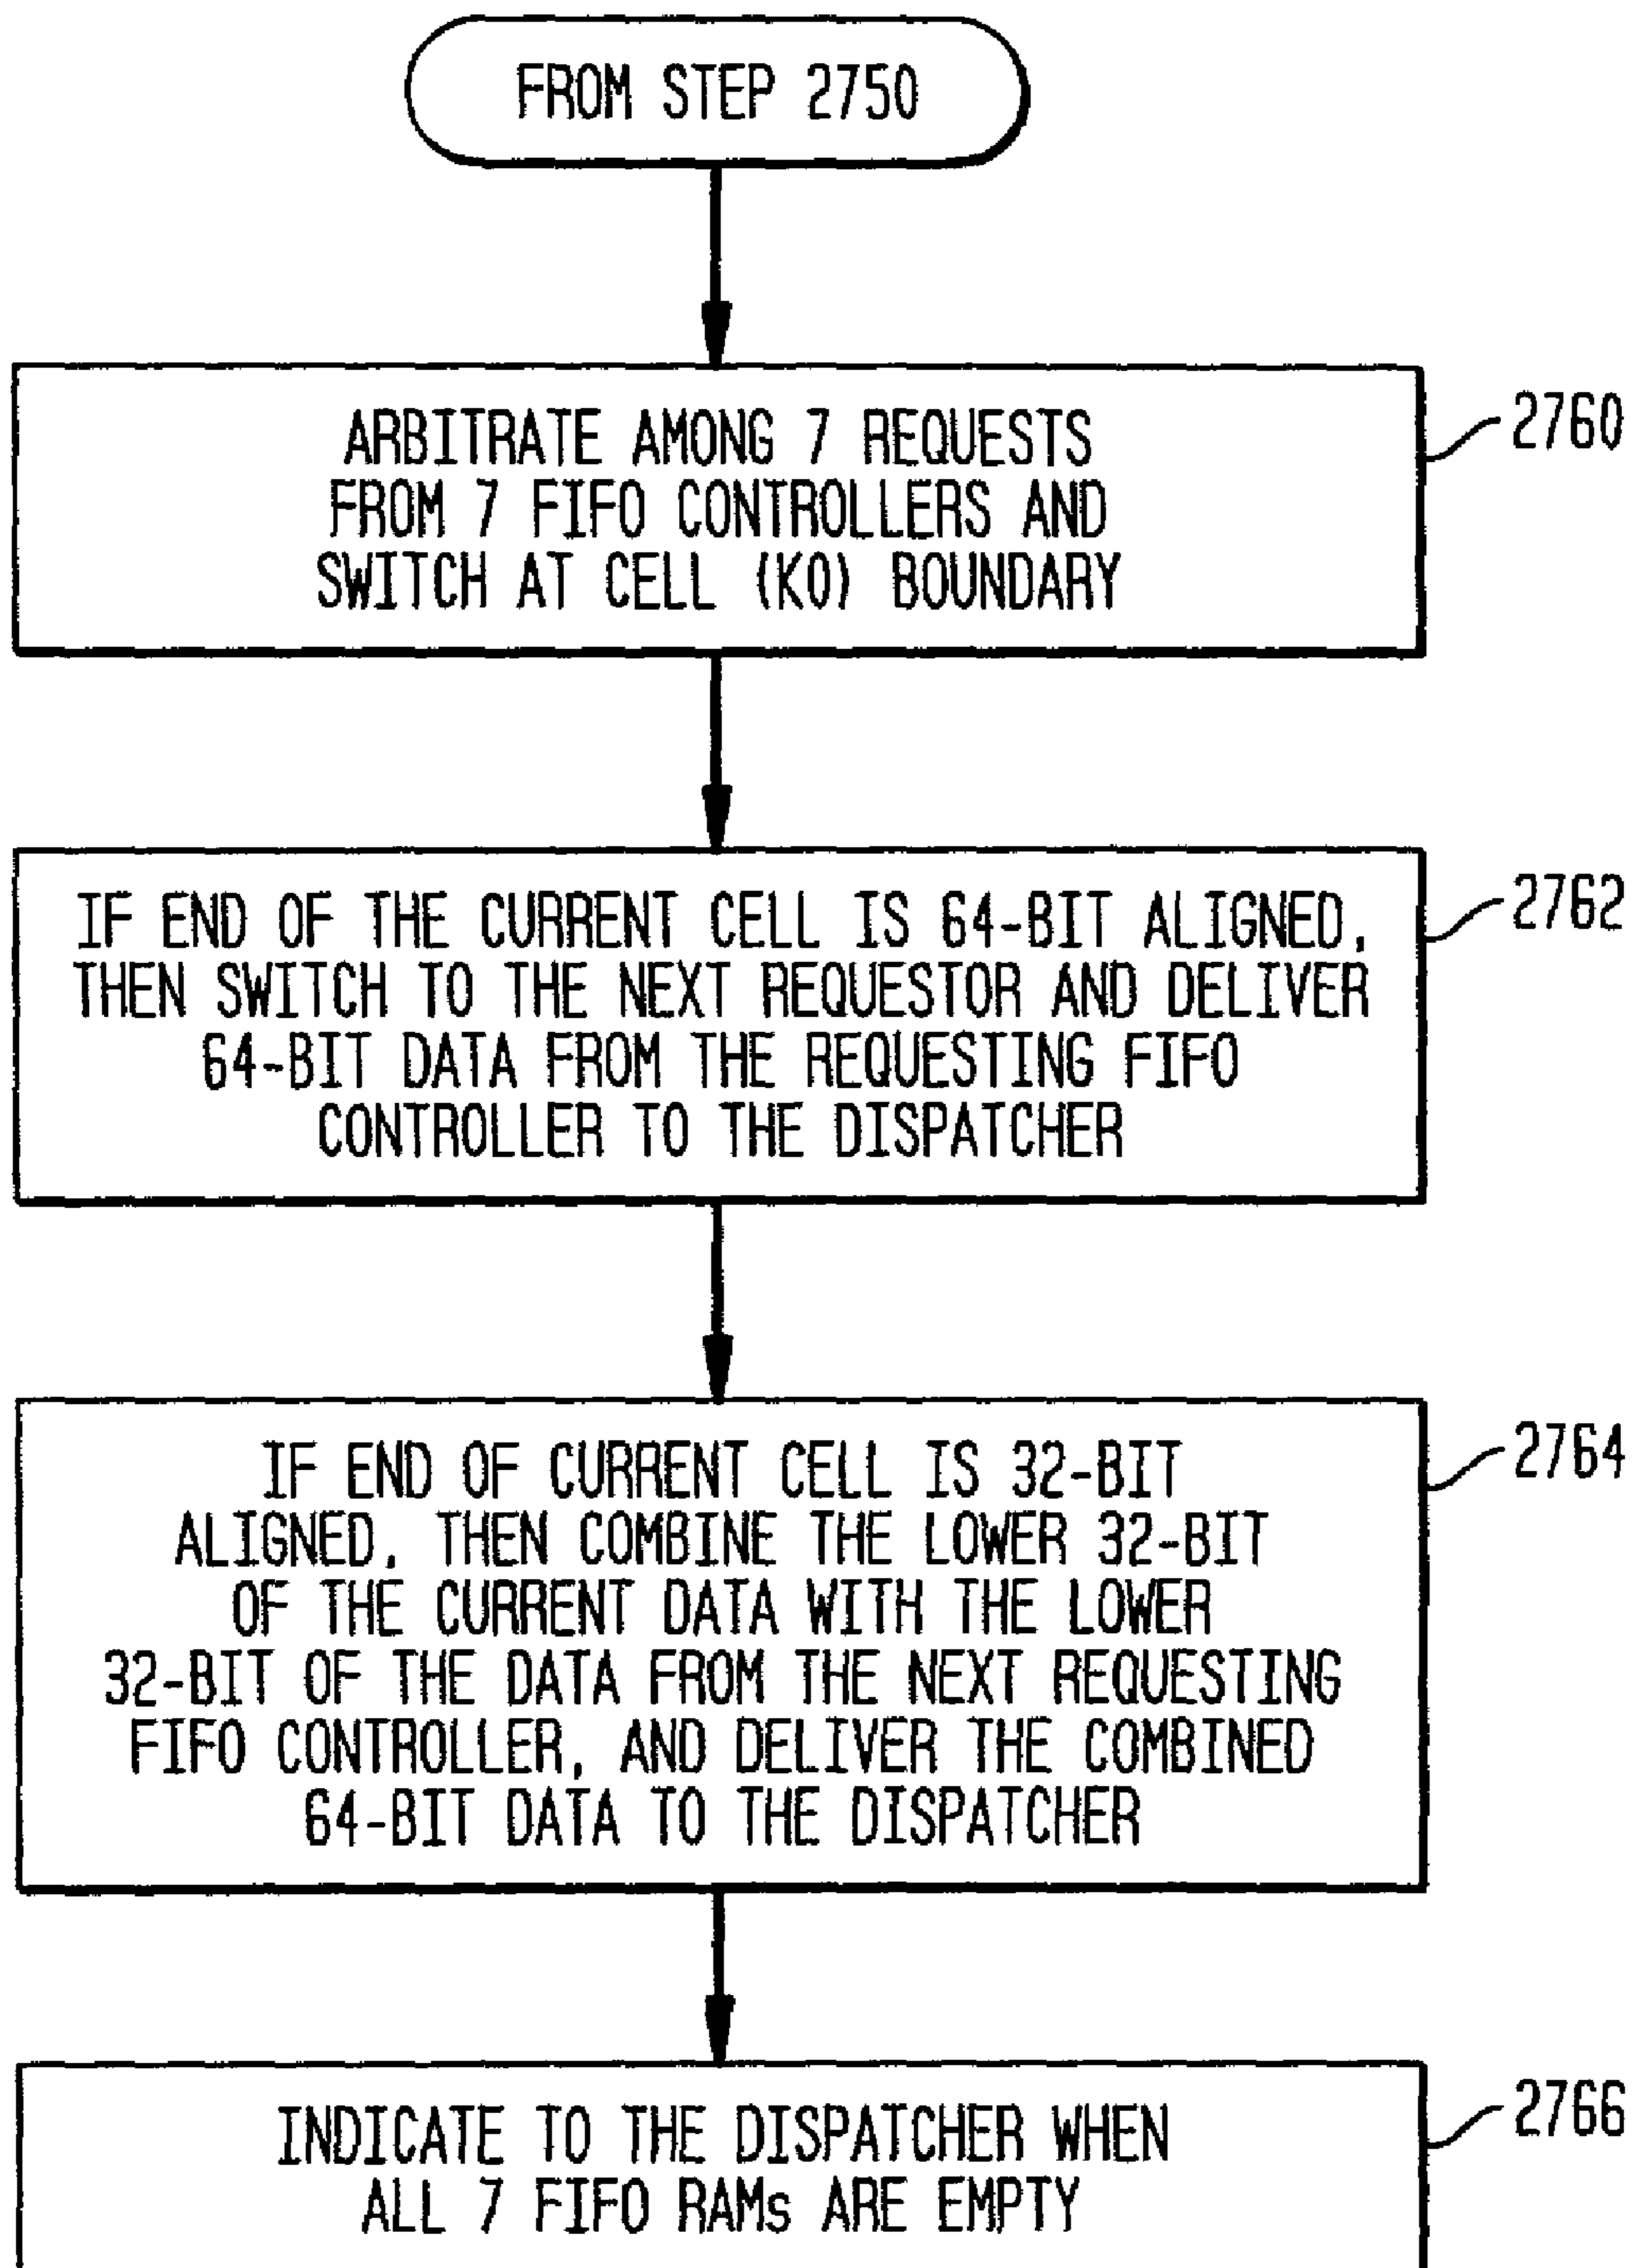 FROM STEP 2750
ARBITRATE AMONG 7 REQUESTS
FROM 7 FIFO CONTROLLERS AND
SWITCH AT CELL (K0) BOUNDARY
2760
IF END OF THE CURRENT CELL IS 64-BIT ALIGNED,
THEN SWITCH TO THE NEXT REQUESTOR AND DELIVER
64-BIT DATA FROM THE REQUESTING FIFO
CONTROLLER TO THE DISPATCHER
2762
IF END OF CURRENT CELL IS 32-BIT
ALIGNED, THEN COMBINE THE LOWER 32-BIT
OF THE CURRENT DATA WITH THE LOWER
32-BIT OF THE DATA FROM THE NEXT REQUESTING
FIFO CONTROLLER, AND DELIVER THE COMBINED
64-BIT DATA TO THE DISPATCHER
2764
INDICATE TO THE DISPATCHER WHEN
ALL 7 FIFO RAMs ARE EMPTY
2766